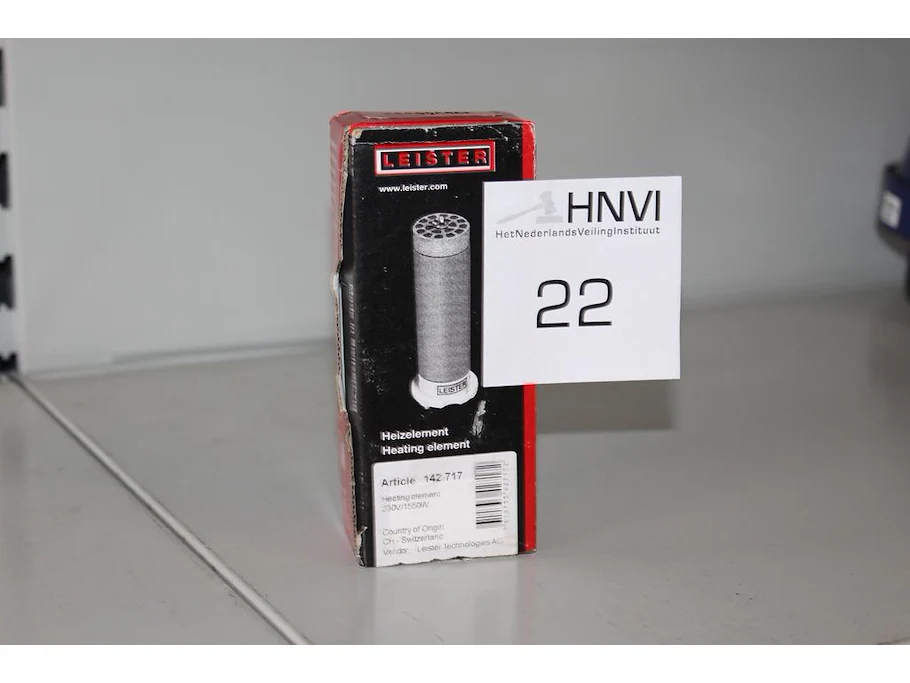 LEISTER
www.leister.com
HNVI
HetNederlandsVeilingInstituut
22
LEISTER
Heizelement
Heating element
Article 142.717
Heating element
230V/1550W
Country of Origin:
CH - Switzerland
Vendor: Leister Technologies AG